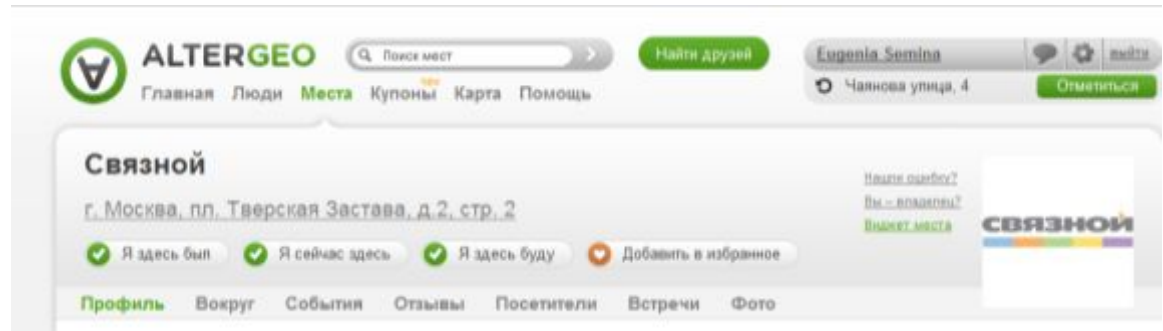 ALTERGEO Поиск мест Найти друзей Eugenia Semina выйти
new
Главная Люди Места Купоны Карта Помощь Чаянова улица, 4 Отметиться
Связной
Нашли ошибку?
г. Москва, пл. Тверская Застава, д.2, стр. 2
Вы – владелец?
Виджет места
СВЯЗНОЙ
Я здесь был Я сейчас здесь Я здесь буду Добавить в избранное
Профиль Вокруг События Отзывы Посетители Встречи Фото